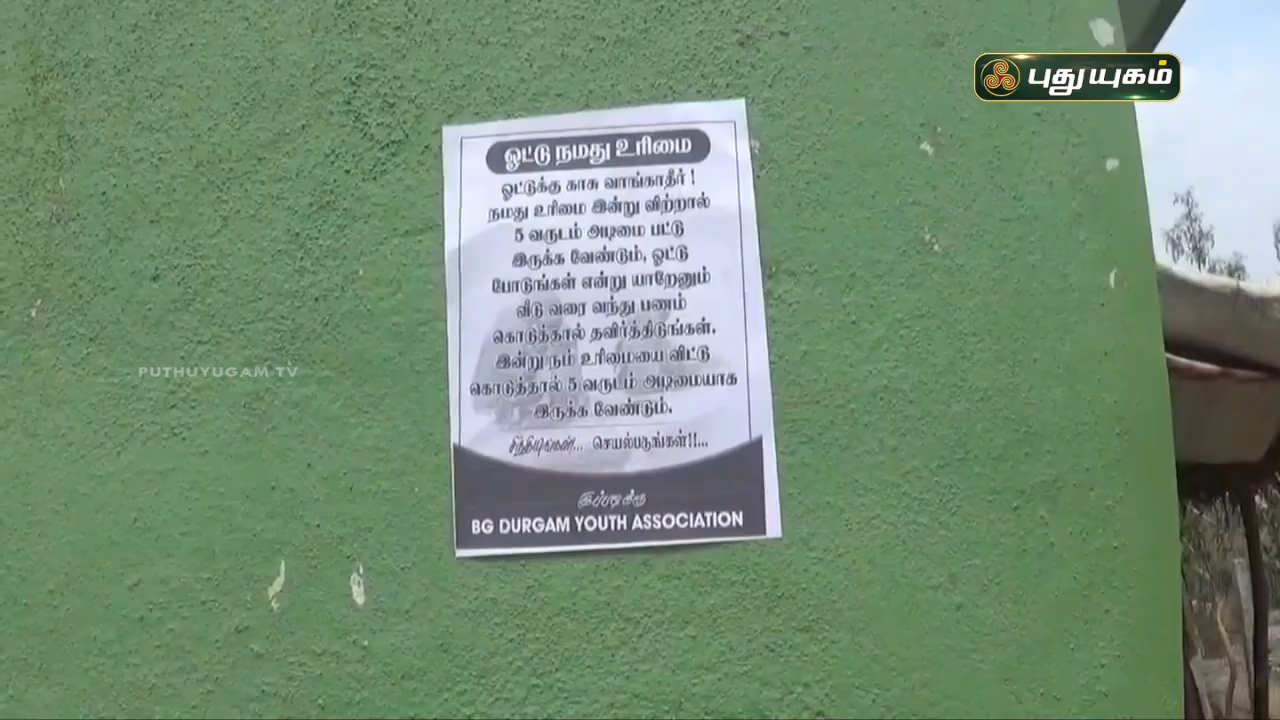 புதுயுகம்
ஓட்டு நமது உரிமை
ஓட்டுக்கு காசு வாங்காதீர் !
நமது உரிமை இன்று விற்றால்
5 வருடம் அடிமை பட்டு
இருக்க வேண்டும், ஓட்டு
போடுங்கள் என்று யாரேனும்
வீடு வரை வந்து பணம்
கொடுத்தால் தவிர்த்திடுங்கள்.
இன்று நம் உரிமையை விட்டு
கொடுத்தால் 5 வருடம் அடிமையாக
இருக்க வேண்டும்.
செயல்படுங்கள்!!...
இப்படிக்கு
BG DURGAM YOUTH ASSOCIATION
PUTHUYUGAM TV